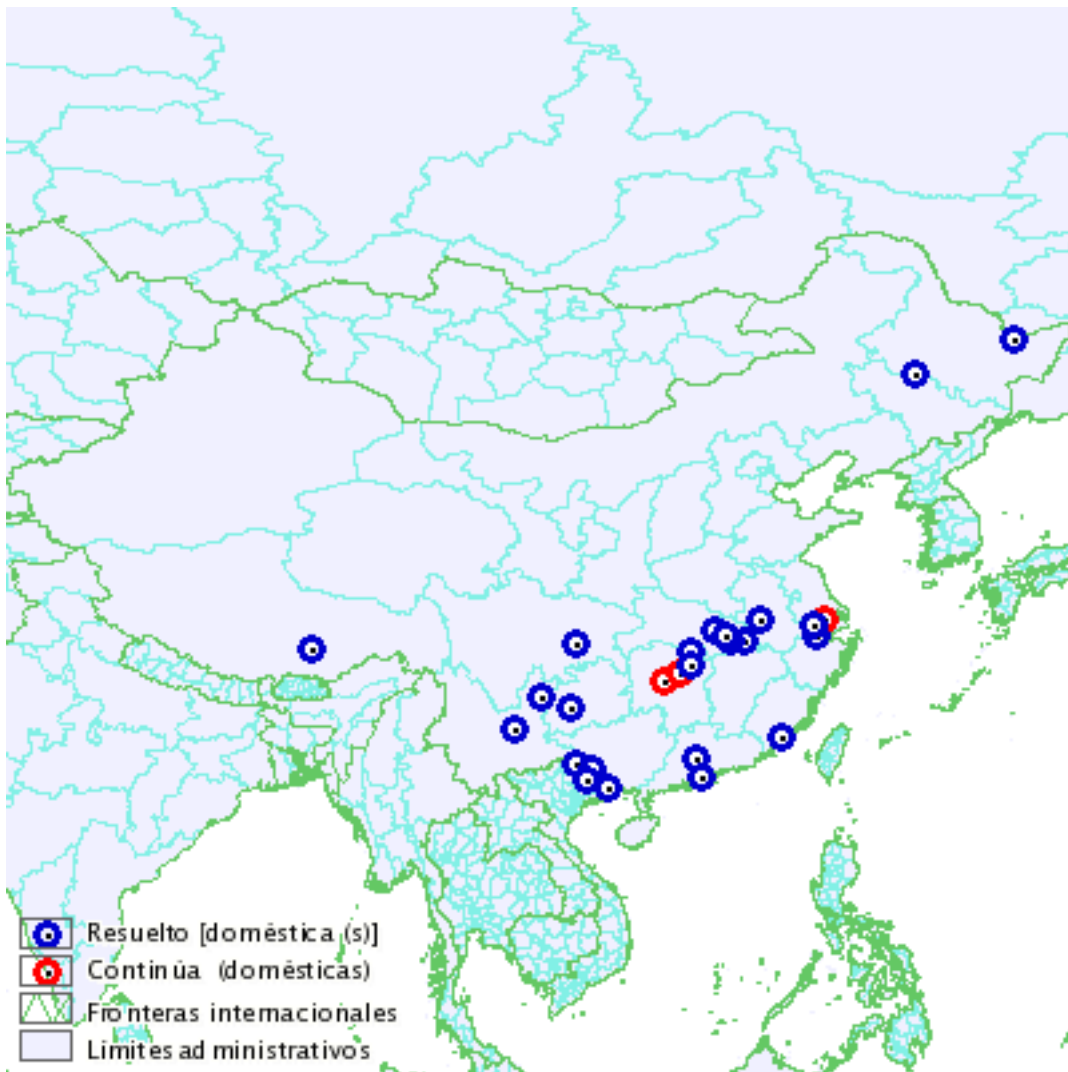 Resuelto [doméstica (s)]
Continúa (domésticas)
Fronteras internacionales
Límites administrativos